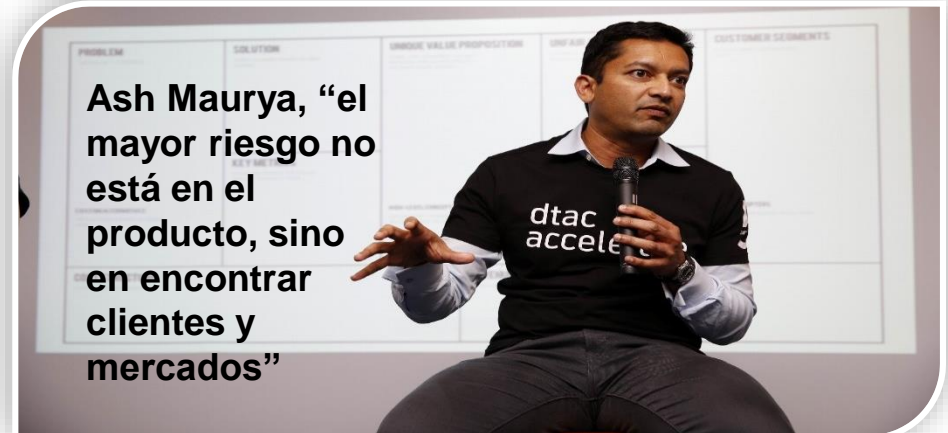 PROBLEM
SOLUTION
UNIQUE VALUE PROPOSITION
CUSTOMER SEGMENTS
KEY METRICS
Ash Maurya, “el
mayor riesgo no
está en el
producto, sino
en encontrar
clientes y
mercados”
dtac